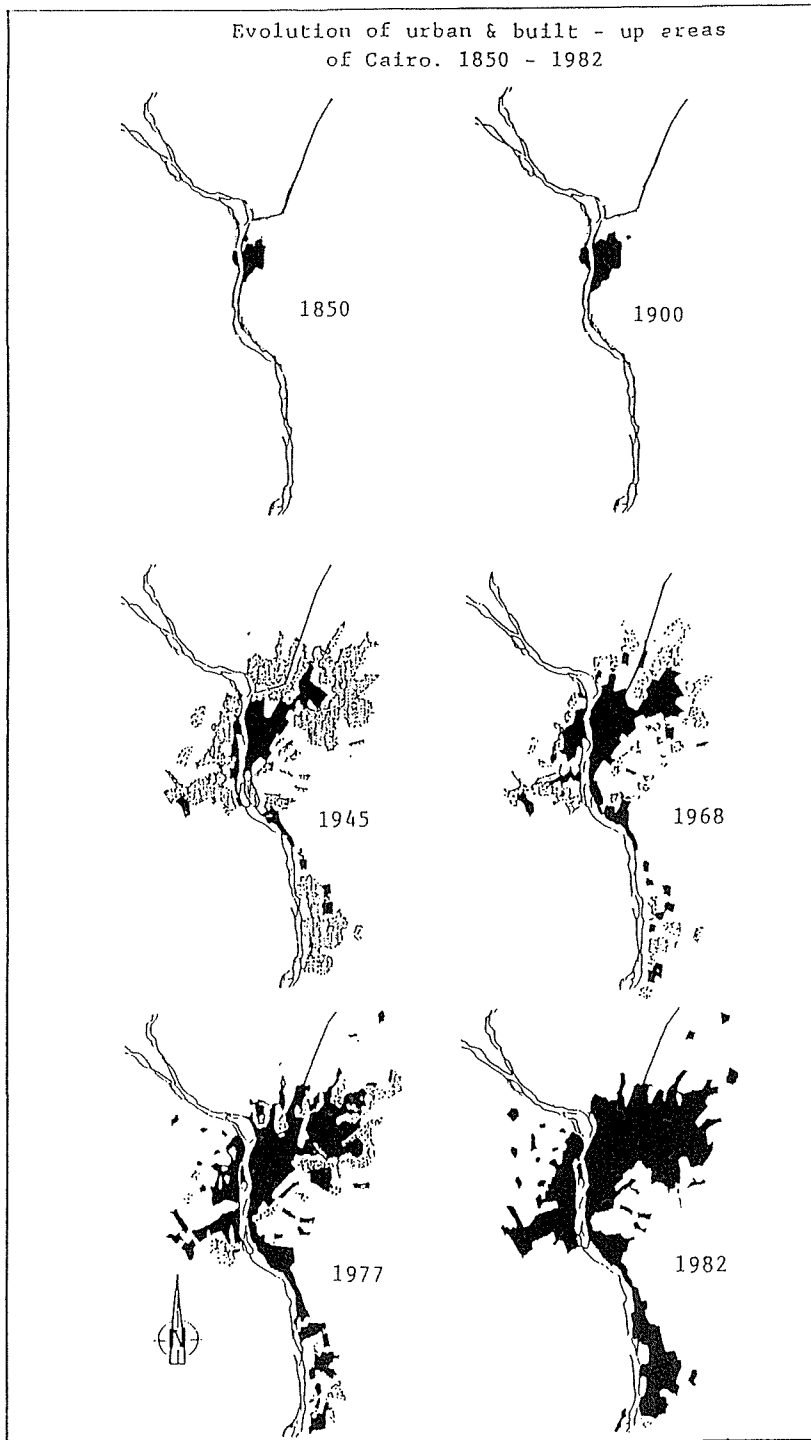 Evolution of urban & built - up areas
of Cairo. 1850 - 1982
1850
1900
1945
1968
1977
1982
N